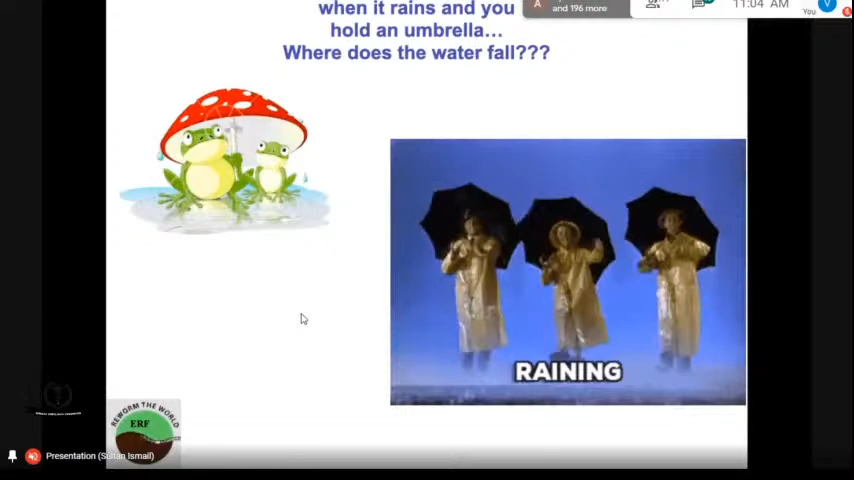 when it rains and you
hold an umbrella...
Where does the water fall???
A
and 196 more
11:04 AM
You
V
RAINING
REWORM THE WORLD
ERF
Presentation (Sultan Ismail)